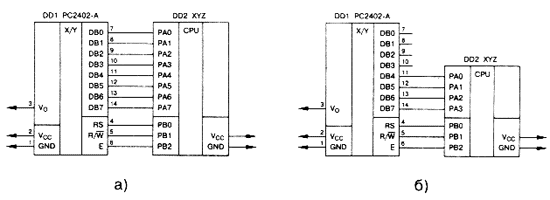 DD1 PC2402-A DD2 XYZ
X/Y CPU
DB0 7 PA0
DB1 8 PA1
DB2 9 PA2
DB3 10 PA3
DB4 11 PA4
DB5 12 PA5
DB6 13 PA6
3 VO DB7 14 PA7
RS 4 PB0
2 VCC R/W 5 PB1 VCC
1 GND E 6 PB2 GND
а)
DD1 PC2402-A
X/Y DB0 7
DB1 8
DB2 9 DD2 XYZ
DB3 10
DB4 11 PA0 CPU
DB5 12 PA1
DB6 13 PA2
3 VO DB7 14 PA3
RS 4 PB0
2 VCC R/W 5 PB1 VCC
1 GND E 6 PB2 GND
б)